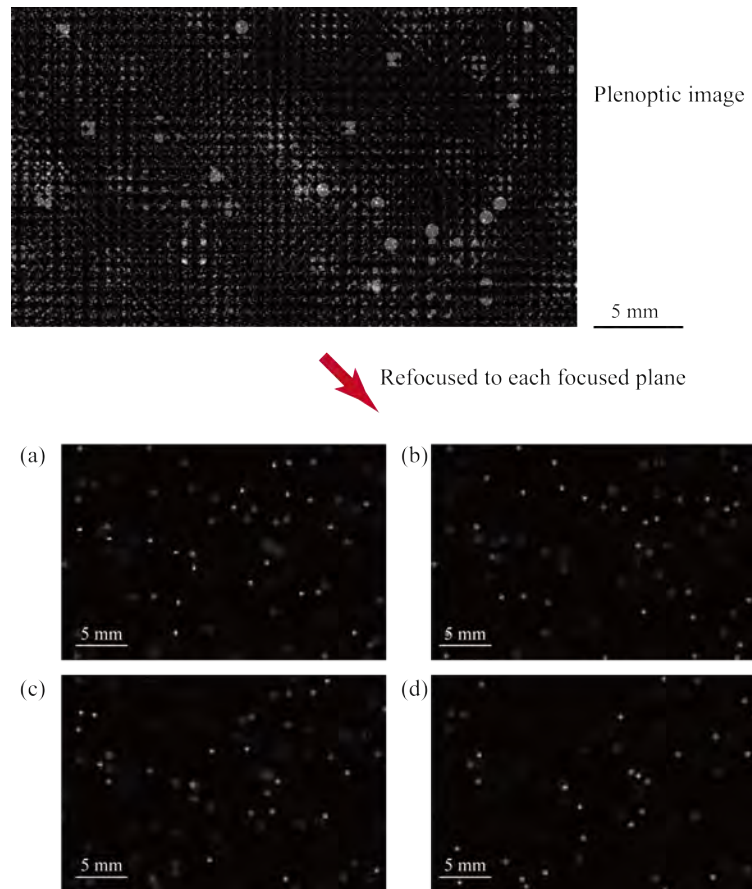 Plenoptic image
5 mm
Refocused to each focused plane
(a)
(b)
5 mm
5 mm
(c)
(d)
5 mm
5 mm